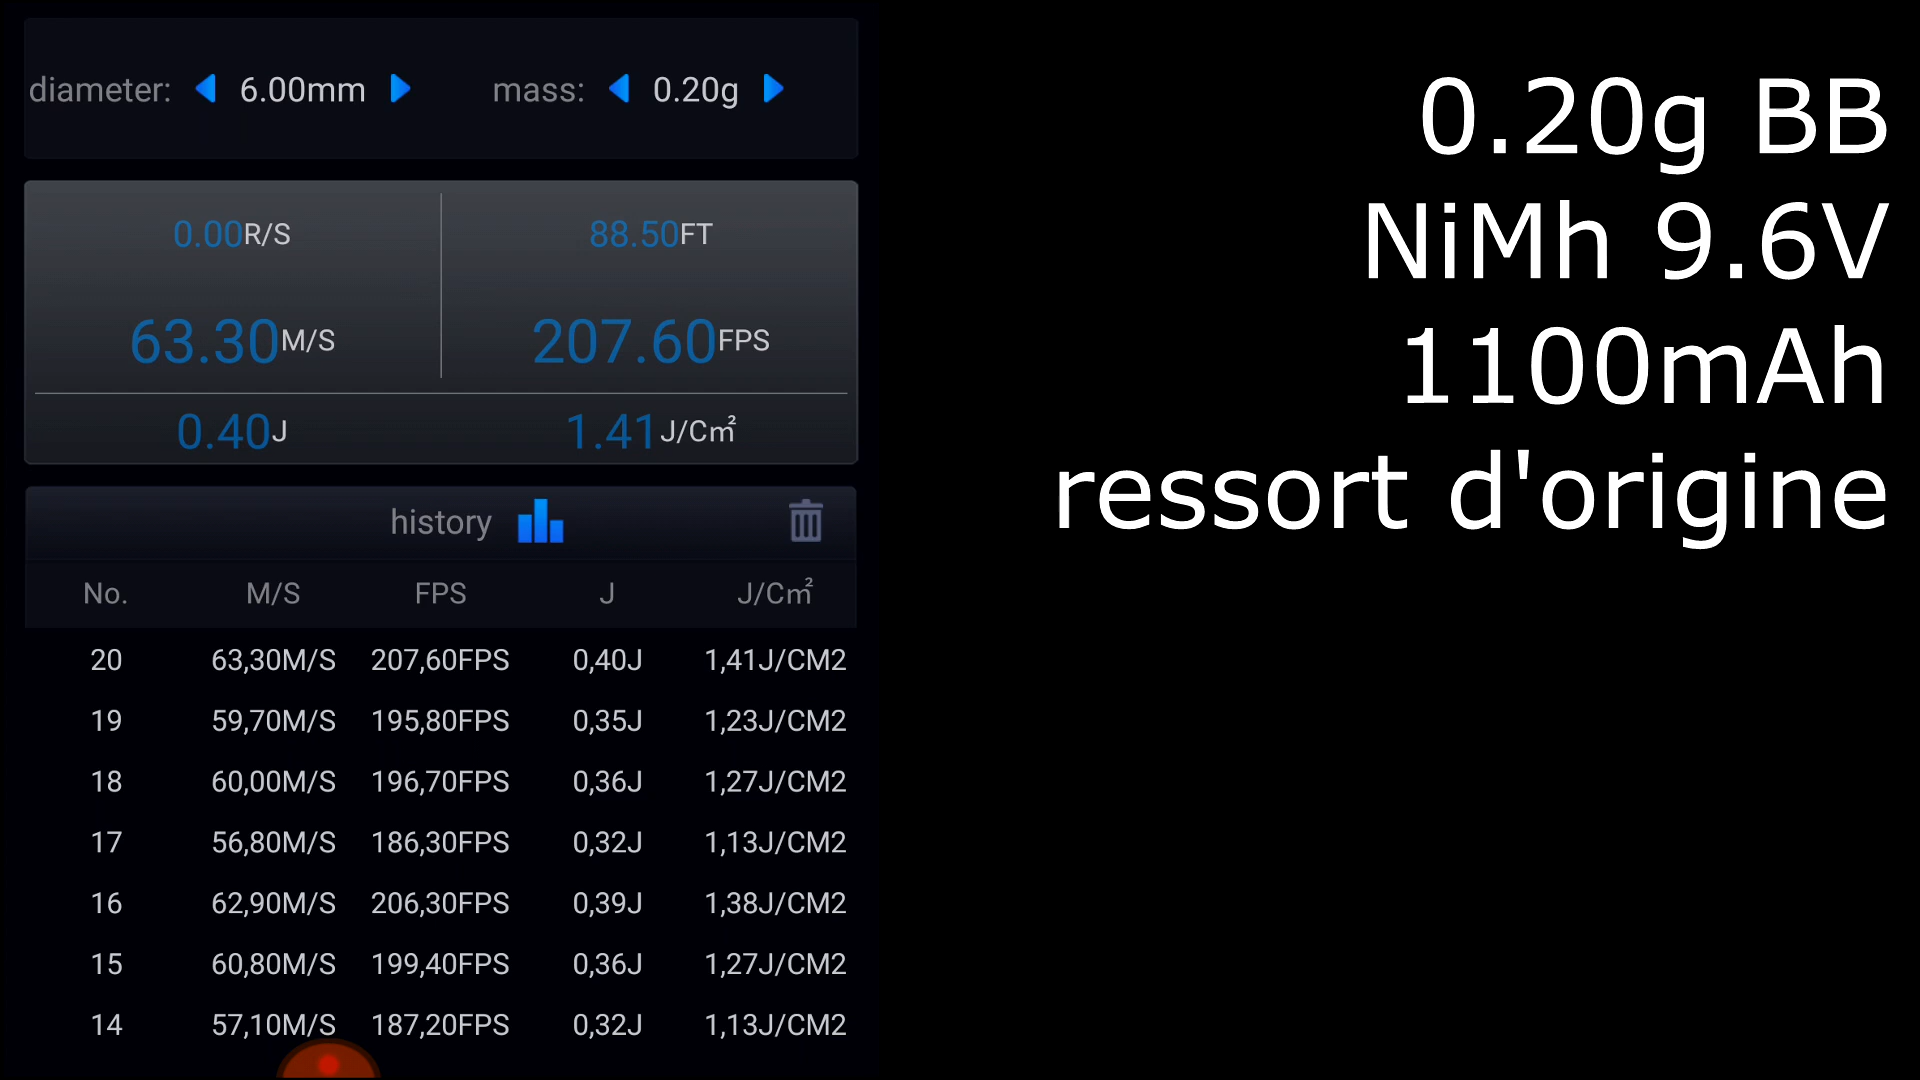 diameter: 6.00mm mass: 0.20g
0.00R/S 88.50FT
63.30M/S 207.60FPS
0.40J 1.41J/Cm²
history
No. M/S FPS J J/Cm²
20 63,30M/S 207,60FPS 0,40J 1,41J/CM2
19 59,70M/S 195,80FPS 0,35J 1,23J/CM2
18 60,00M/S 196,70FPS 0,36J 1,27J/CM2
17 56,80M/S 186,30FPS 0,32J 1,13J/CM2
16 62,90M/S 206,30FPS 0,39J 1,38J/CM2
15 60,80M/S 199,40FPS 0,36J 1,27J/CM2
14 57,10M/S 187,20FPS 0,32J 1,13J/CM2
0.20g BB
NiMh 9.6V
1100mAh
ressort d'origine